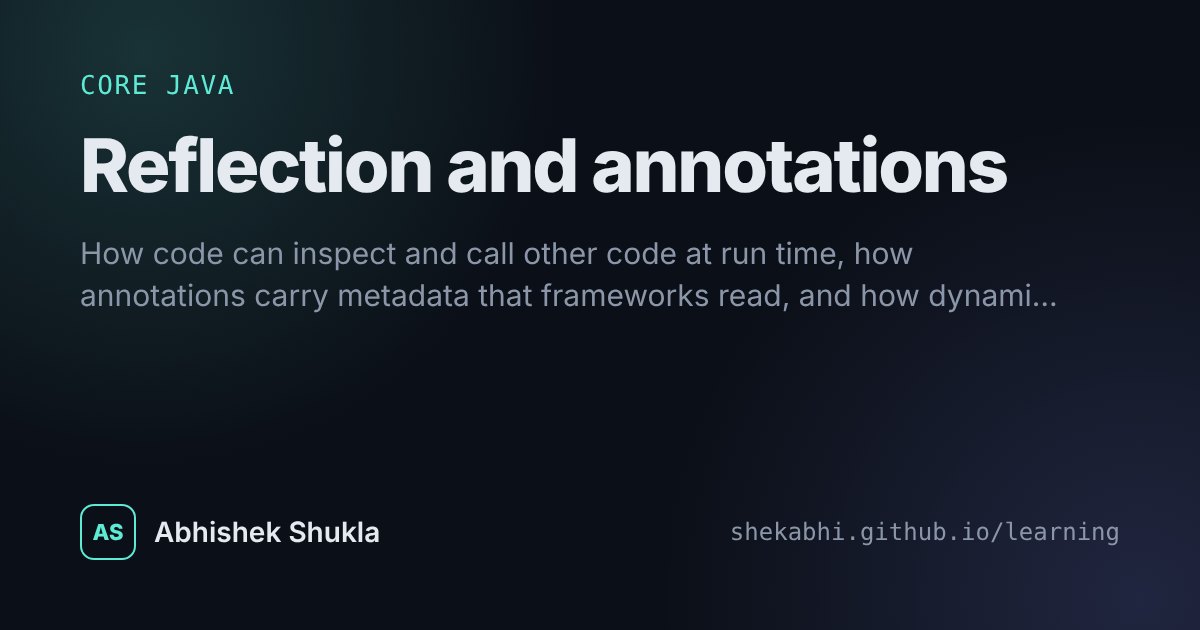 CORE JAVA
Reflection and annotations
How code can inspect and call other code at run time, how
annotations carry metadata that frameworks read, and how dynami...
AS Abhishek Shukla
shekabhi.github.io/learning